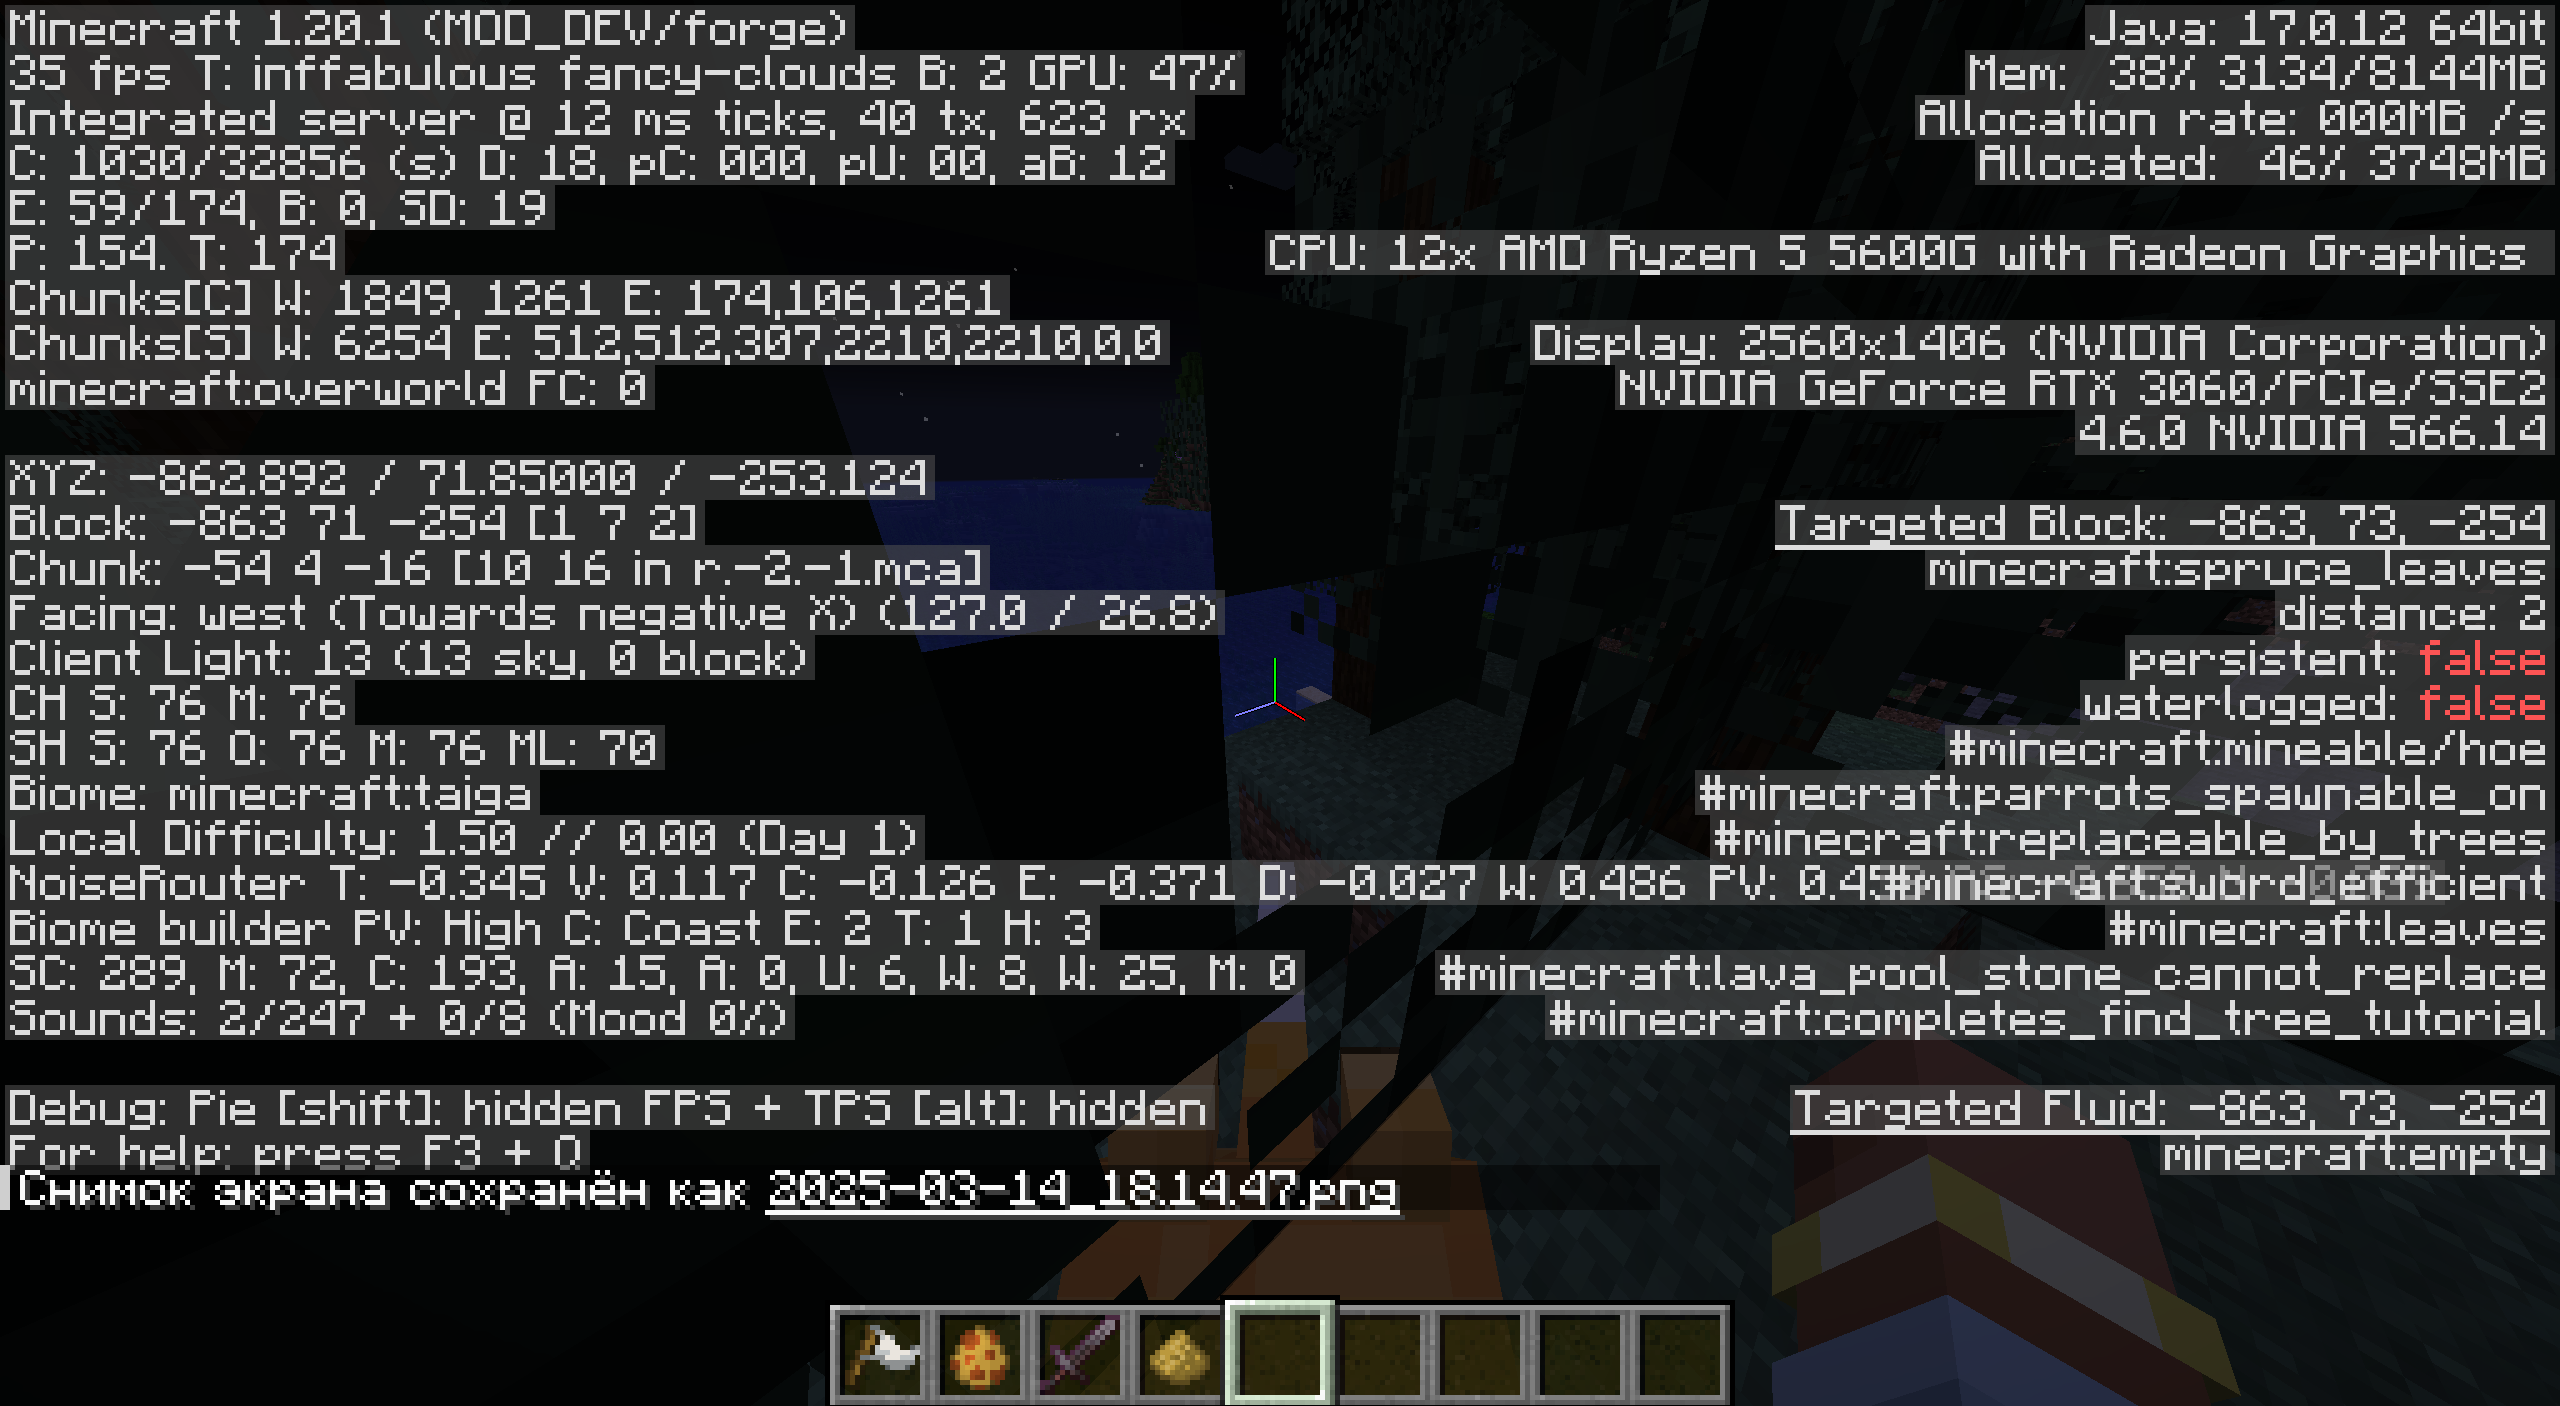 Minecraft 1.20.1 (MOD_DEV/forge)
35 fps T: inffabulous fancy-clouds B: 2 GPU: 47%
Integrated server @ 12 ms ticks, 40 tx, 623 rx
C: 1030/32856 (s) D: 18, pC: 000, pU: 00, aB: 12
E: 59/174, B: 0, SD: 19
P: 154. T: 174
Chunks[C] W: 1849, 1261 E: 174,106,1261
Chunks[S] W: 6254 E: 512,512,307,2210,2210,0,0
minecraft:overworld FC: 0
XYZ: -862.892 / 71.85000 / -253.124
Block: -863 71 -254 [1 7 2]
Chunk: -54 4 -16 [10 16 in r.-2.-1.mca]
Facing: west (Towards negative X) (127.0 / 26.8)
Client Light: 13 (13 sky, 0 block)
CH S: 76 M: 76
SH S: 76 O: 76 M: 76 ML: 70
Biome: minecraft:taiga
Local Difficulty: 1.50 // 0.00 (Day 1)
NoiseRouter T: -0.345 V: 0.117 C: -0.126 E: -0.371 D: -0.027 W: 0.486 PV:
Biome builder PV: High C: Coast E: 2 T: 1 H: 3
SC: 289, M: 72, C: 193, A: 15, A: 0, U: 6, W: 8, W: 25, M: 0
Sounds: 2/247 + 0/8 (Mood 0%)
Debug: Pie [shift]: hidden FPS + TPS [alt]: hidden
For help: press F3 + Q
Снимок экрана сохранён как 2025-03-14_18.14.47.png
Java: 17.0.12 64bit
Mem: 38% 3134/8144MB
Allocation rate: 000MB /s
Allocated: 46% 3748MB
CPU: 12x AMD Ryzen 5 5600G with Radeon Graphics
Display: 2560x1406 (NVIDIA Corporation)
NVIDIA GeForce RTX 3060/PCIe/SSE2
4.6.0 NVIDIA 566.14
Targeted Block: -863, 73, -254
minecraft:spruce_leaves
distance: 2
persistent: false
waterlogged: false
#minecraft:mineable/hoe
#minecraft:parrots_spawnable_on
#minecraft:replaceable_by_trees
#minecraft:sword_efficient
#minecraft:leaves
#minecraft:lava_pool_stone_cannot_replace
#minecraft:completes_find_tree_tutorial
Targeted Fluid: -863, 73, -254
minecraft:empty